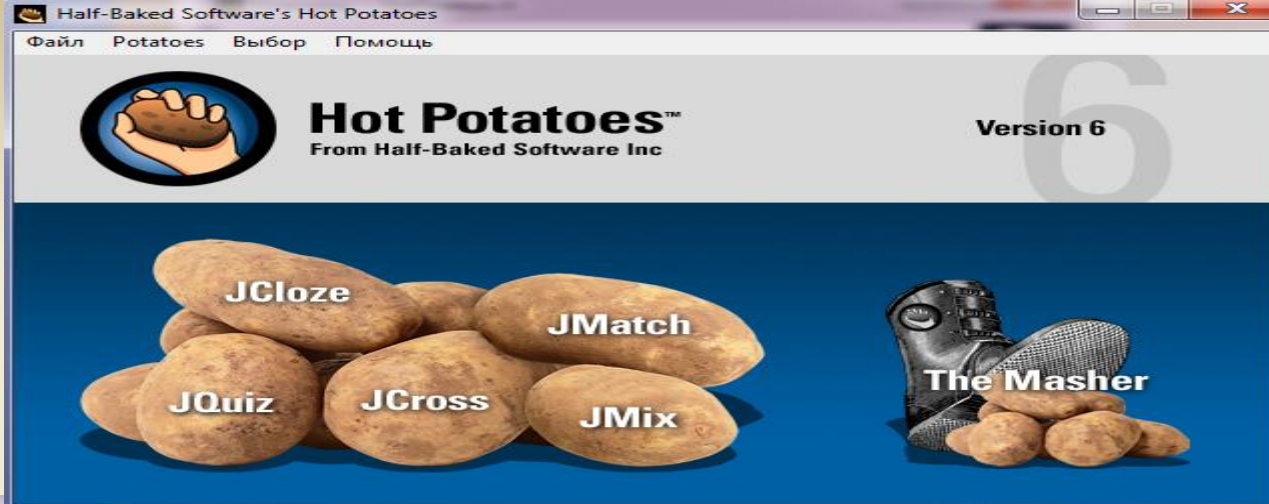 Half-Baked Software's Hot Potatoes
Файл Potatoes Выбор Помощь
6
Hot Potatoes™
From Half-Baked Software Inc
Version 6
JCloze
JMatch
The Masher
JQuiz
JCross
JMix